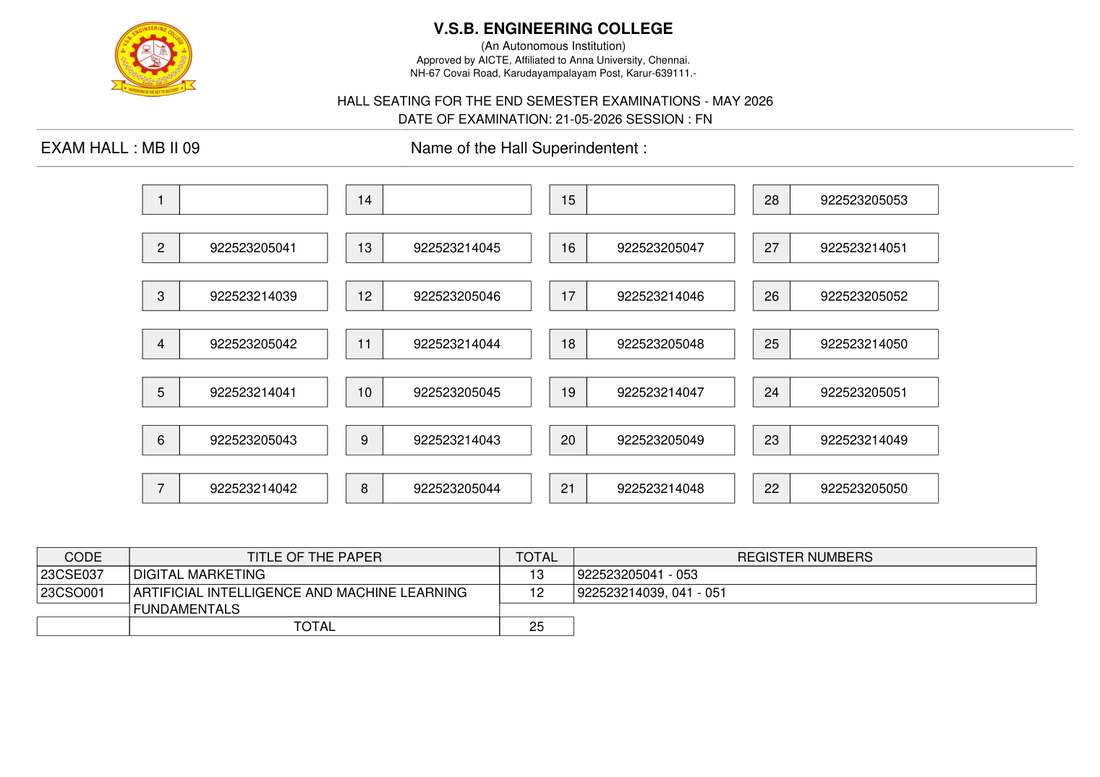 V.S.B. ENGINEERING COLLEGE
(An Autonomous Institution)
Approved by AICTE, Affiliated to Anna University, Chennai.
NH-67 Covai Road, Karudayampalayam Post, Karur-639111.-
HALL SEATING FOR THE END SEMESTER EXAMINATIONS - MAY 2026
DATE OF EXAMINATION: 21-05-2026 SESSION : FN
EXAM HALL : MB II 09 Name of the Hall Superindentent :
1 14 15 28 922523205053
2 922523205041 13 922523214045 16 922523205047 27 922523214051
3 922523214039 12 922523205046 17 922523214046 26 922523205052
4 922523205042 11 922523214044 18 922523205048 25 922523214050
5 922523214041 10 922523205045 19 922523214047 24 922523205051
6 922523205043 9 922523214043 20 922523205049 23 922523214049
7 922523214042 8 922523205044 21 922523214048 22 922523205050
CODE TITLE OF THE PAPER TOTAL REGISTER NUMBERS
23CSE037 DIGITAL MARKETING 13 922523205041 - 053
23CSO001 ARTIFICIAL INTELLIGENCE AND MACHINE LEARNING 12 922523214039, 041 - 051
FUNDAMENTALS
TOTAL 25